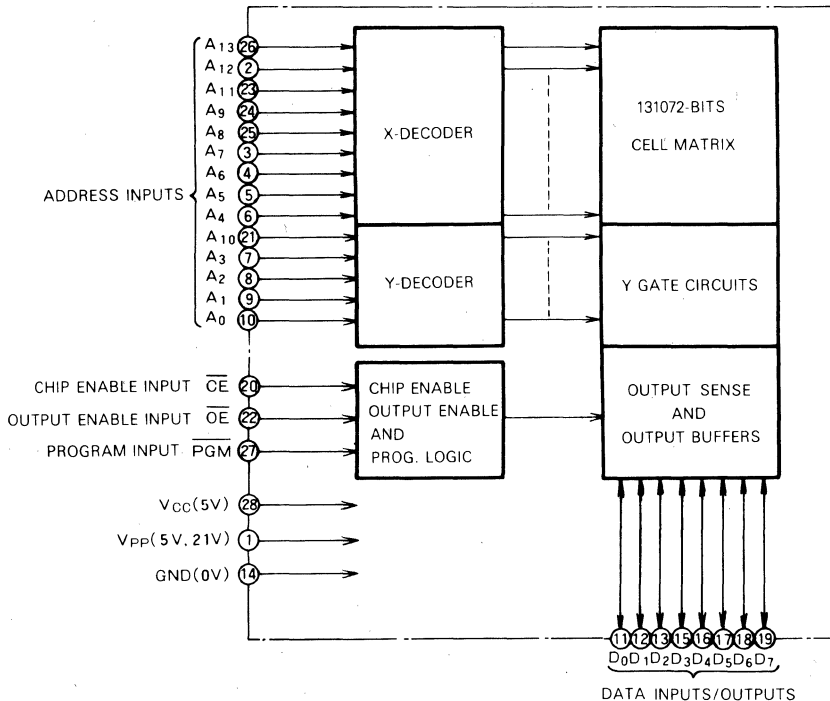 ADDRESS INPUTS
A13 26
A12 2
A11 23
A9 24
A8 25
A7 3
A6 4
A5 5
A4 6
A10 21
A3 7
A2 8
A1 9
A0 10
X-DECODER
Y-DECODER
131072-BITS
CELL MATRIX
Y GATE CIRCUITS
CHIP ENABLE INPUT C̅E̅ 20
OUTPUT ENABLE INPUT O̅E̅ 22
PROGRAM INPUT P̅G̅M̅ 27
CHIP ENABLE
OUTPUT ENABLE
AND
PROG. LOGIC
OUTPUT SENSE
AND
OUTPUT BUFFERS
VCC(5V) 28
VPP(5V, 21V) 1
GND(0V) 14
11 12 13 15 16 17 18 19
D0 D1 D2 D3 D4 D5 D6 D7
DATA INPUTS/OUTPUTS